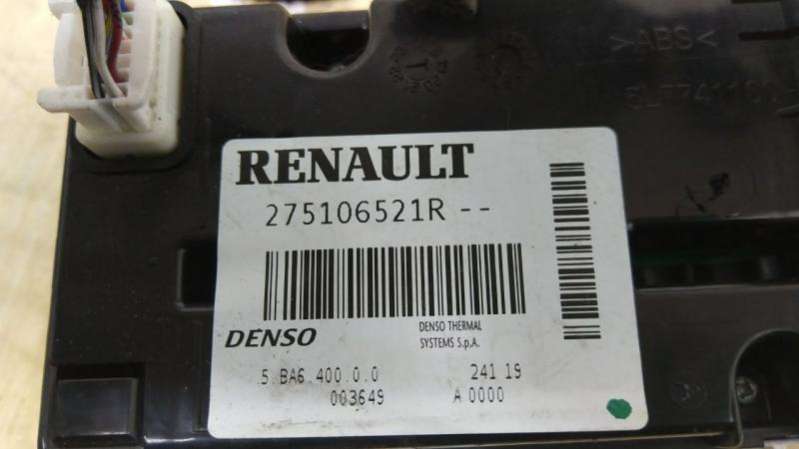 >ABS<
RENAULT
275106521R --
DENSO
DENSO THERMAL
SYSTEMS S.p.A.
5.BA6.400.0.0 241 19
003649 A 0000